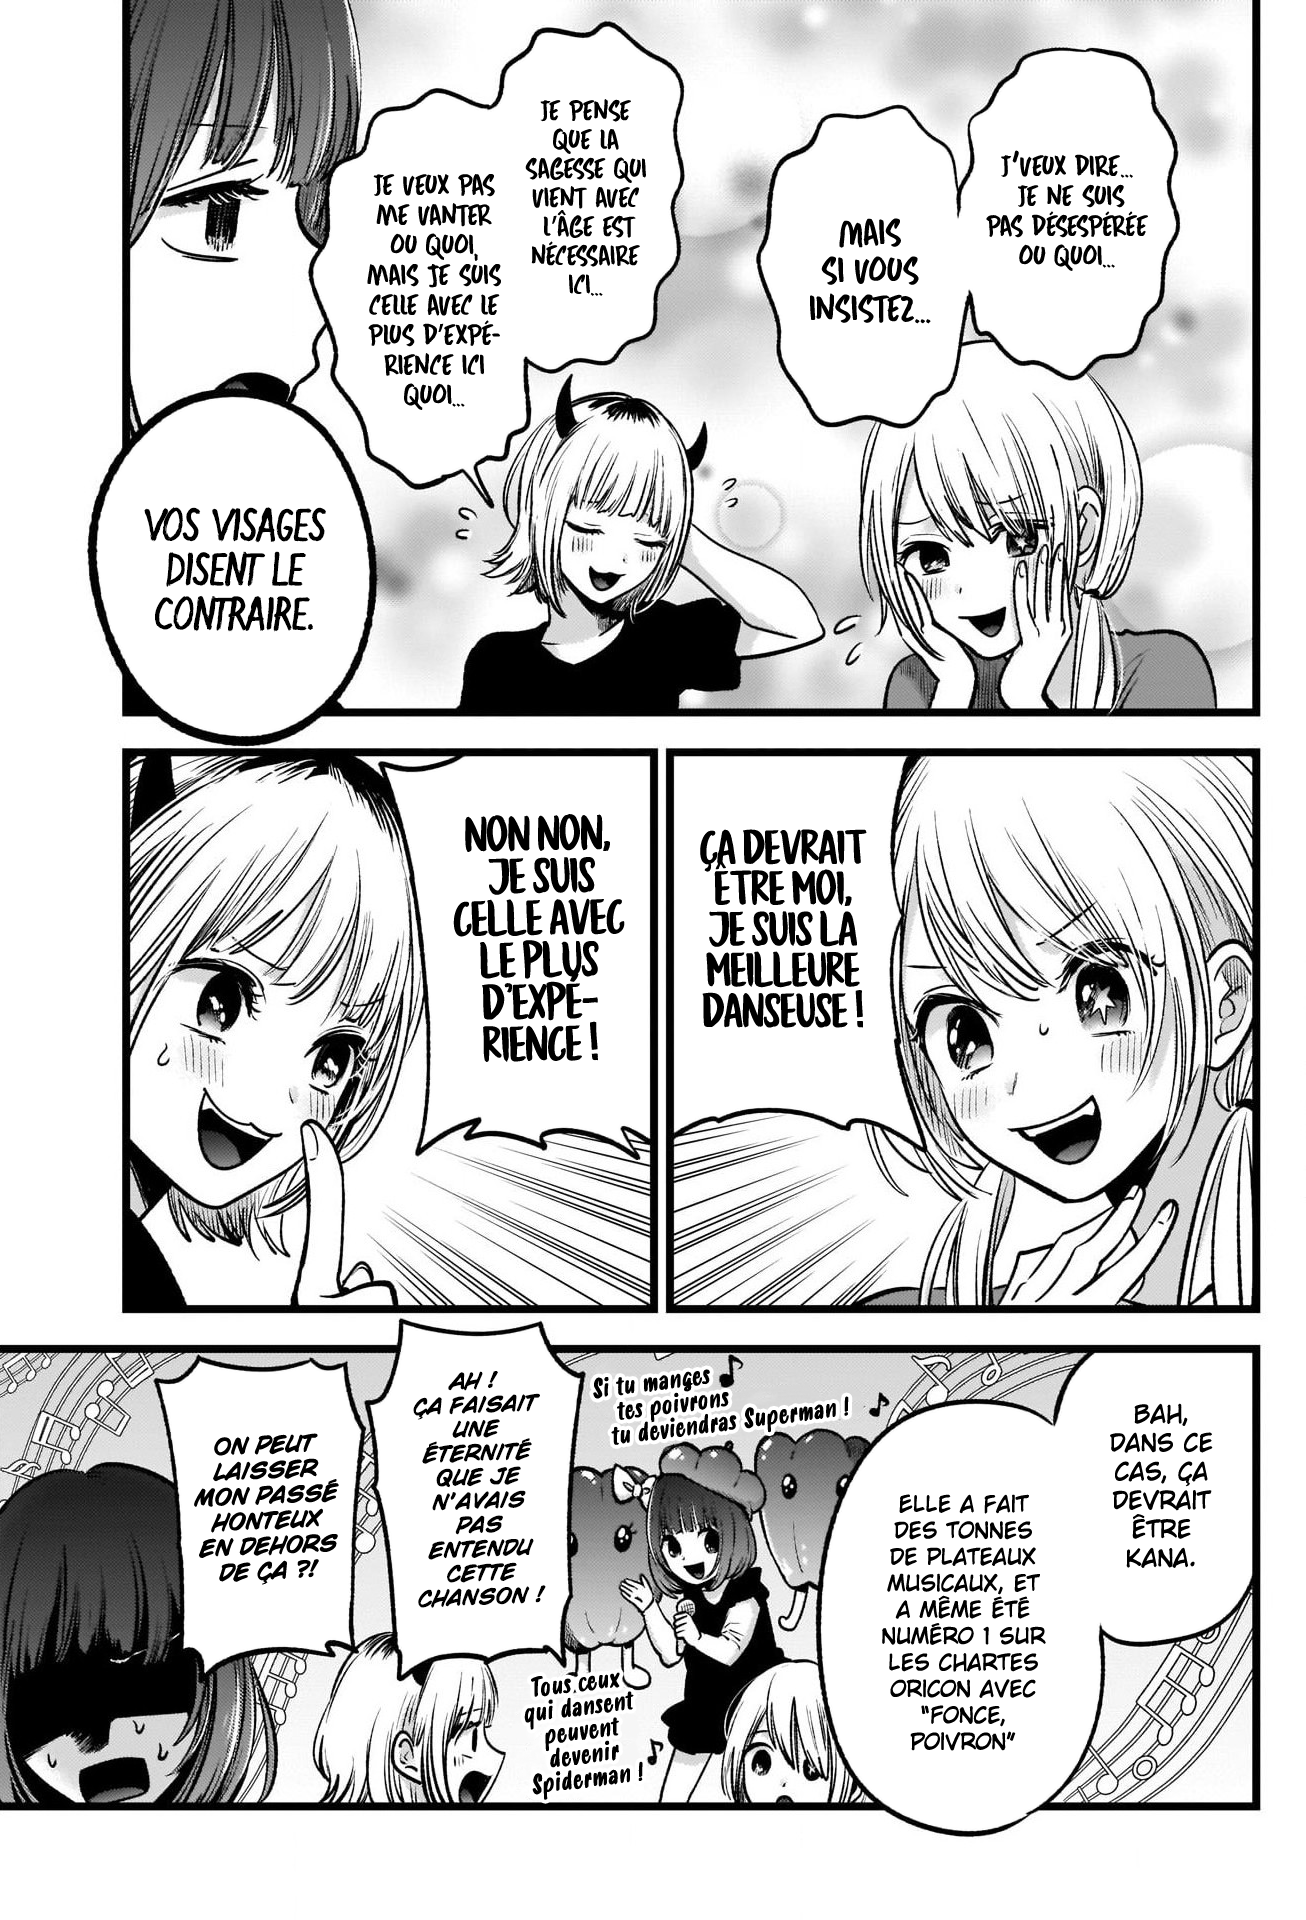 J'VEUX DIRE...
JE NE SUIS
PAS DÉSESPÉRÉE
OU QUOI...
MAIS
SI VOUS
INSISTEZ...
JE PENSE
QUE LA
SAGESSE QUI
VIENT AVEC
L'ÂGE EST
NÉCESSAIRE
ICI...
JE VEUX PAS
ME VANTER
OU QUOI,
MAIS JE SUIS
CELLE AVEC LE
PLUS D'EXPÉ-
RIENCE ICI
QUOI...
VOS VISAGES
DISENT LE
CONTRAIRE.
ÇA DEVRAIT
ÊTRE MOI,
JE SUIS LA
MEILLEURE
DANSEUSE !
NON NON,
JE SUIS
CELLE AVEC
LE PLUS
D'EXPÉ-
RIENCE !
BAH,
DANS CE
CAS, ÇA
DEVRAIT
ÊTRE
KANA.
ELLE A FAIT
DES TONNES
DE PLATEAUX
MUSICAUX, ET
A MÊME ÉTÉ
NUMÉRO 1 SUR
LES CHARTES
ORICON AVEC
"FONCE,
POIVRON"
Si tu manges
tes poivrons
tu deviendras Superman !
Tous ceux
qui dansent
peuvent
devenir
Spiderman !
AH !
ÇA FAISAIT
UNE
ÉTERNITÉ
QUE JE
N'AVAIS
PAS
ENTENDU
CETTE
CHANSON !
ON PEUT
LAISSER
MON PASSÉ
HONTEUX
EN DEHORS
DE ÇA ?!